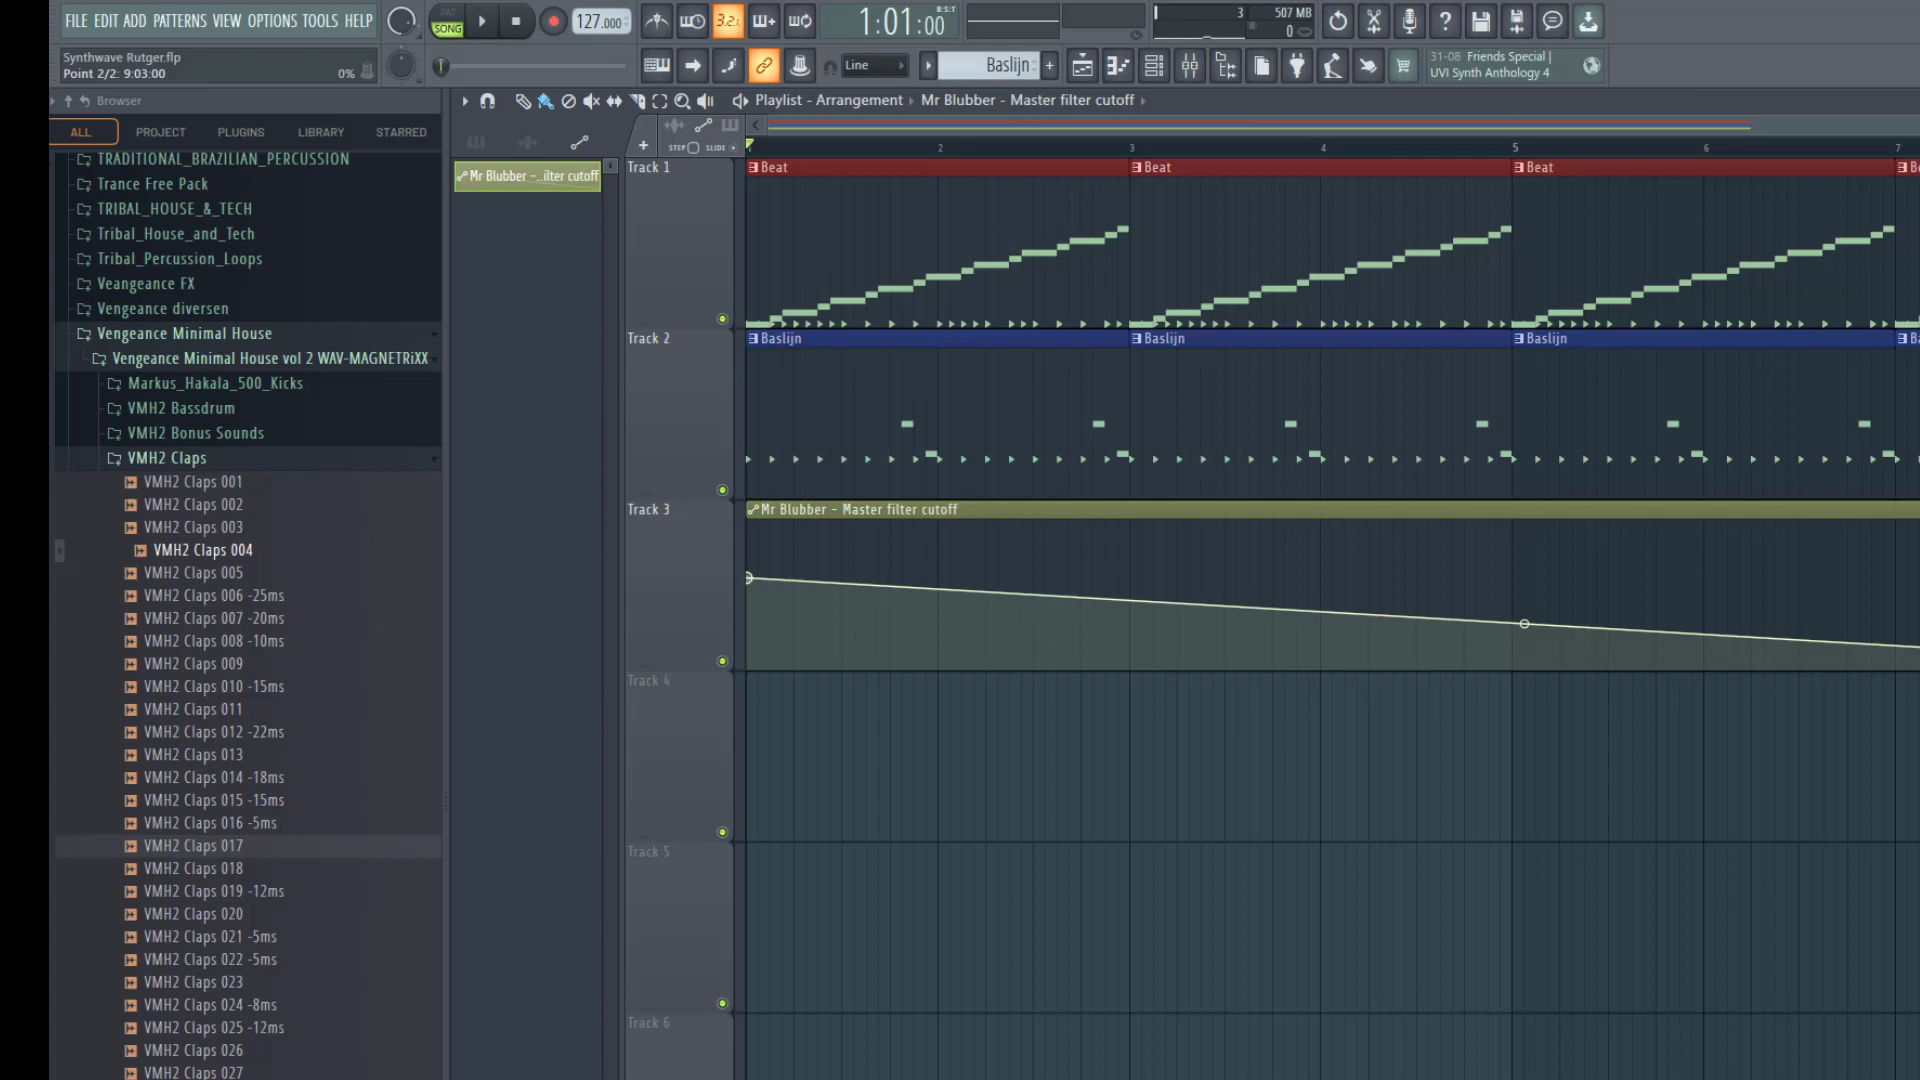 FILE EDIT ADD PATTERNS VIEW OPTIONS TOOLS HELP
PAT
SONG
127.000
3.2.
1:01:00
B:S:T
3
507 MB
0
Synthwave Rutger.flp
Point 2/2: 9:03:00
0%
Line
Baslijn
+
31-08 Friends Special |
UVI Synth Anthology 4
Browser
ALL
PROJECT
PLUGINS
LIBRARY
STARRED
TRADITIONAL_BRAZILIAN_PERCUSSION
Trance Free Pack
TRIBAL_HOUSE_&_TECH
Tribal_House_and_Tech
Tribal_Percussion_Loops
Veangeance FX
Vengeance diversen
Vengeance Minimal House
Vengeance Minimal House vol 2 WAV-MAGNETRiXX
Markus_Hakala_500_Kicks
VMH2 Bassdrum
VMH2 Bonus Sounds
VMH2 Claps
VMH2 Claps 001
VMH2 Claps 002
VMH2 Claps 003
VMH2 Claps 004
VMH2 Claps 005
VMH2 Claps 006 -25ms
VMH2 Claps 007 -20ms
VMH2 Claps 008 -10ms
VMH2 Claps 009
VMH2 Claps 010 -15ms
VMH2 Claps 011
VMH2 Claps 012 -22ms
VMH2 Claps 013
VMH2 Claps 014 -18ms
VMH2 Claps 015 -15ms
VMH2 Claps 016 -5ms
VMH2 Claps 017
VMH2 Claps 018
VMH2 Claps 019 -12ms
VMH2 Claps 020
VMH2 Claps 021 -5ms
VMH2 Claps 022 -5ms
VMH2 Claps 023
VMH2 Claps 024 -8ms
VMH2 Claps 025 -12ms
VMH2 Claps 026
VMH2 Claps 027
Mr Blubber -..ilter cutoff
Playlist - Arrangement › Mr Blubber - Master filter cutoff ›
+
STEP SLIDE
2 3 4 5 6 7
Track 1
Beat
Beat
Beat
Track 2
Baslijn
Baslijn
Baslijn
Track 3
Mr Blubber - Master filter cutoff
Track 4
Track 5
Track 6